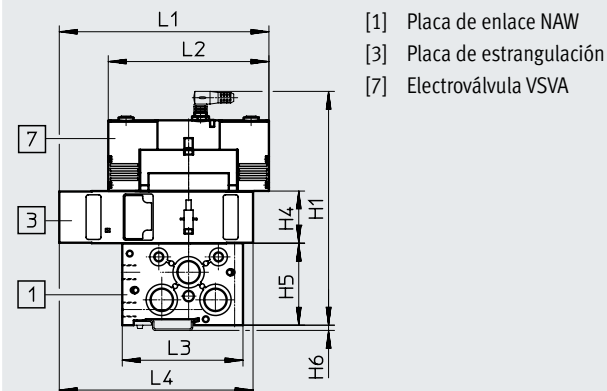 L1
L2
[1] Placa de enlace NAW
[3] Placa de estrangulación
[7] Electroválvula VSVA
7
3
1
H1
H4
H5
H6
L3
L4